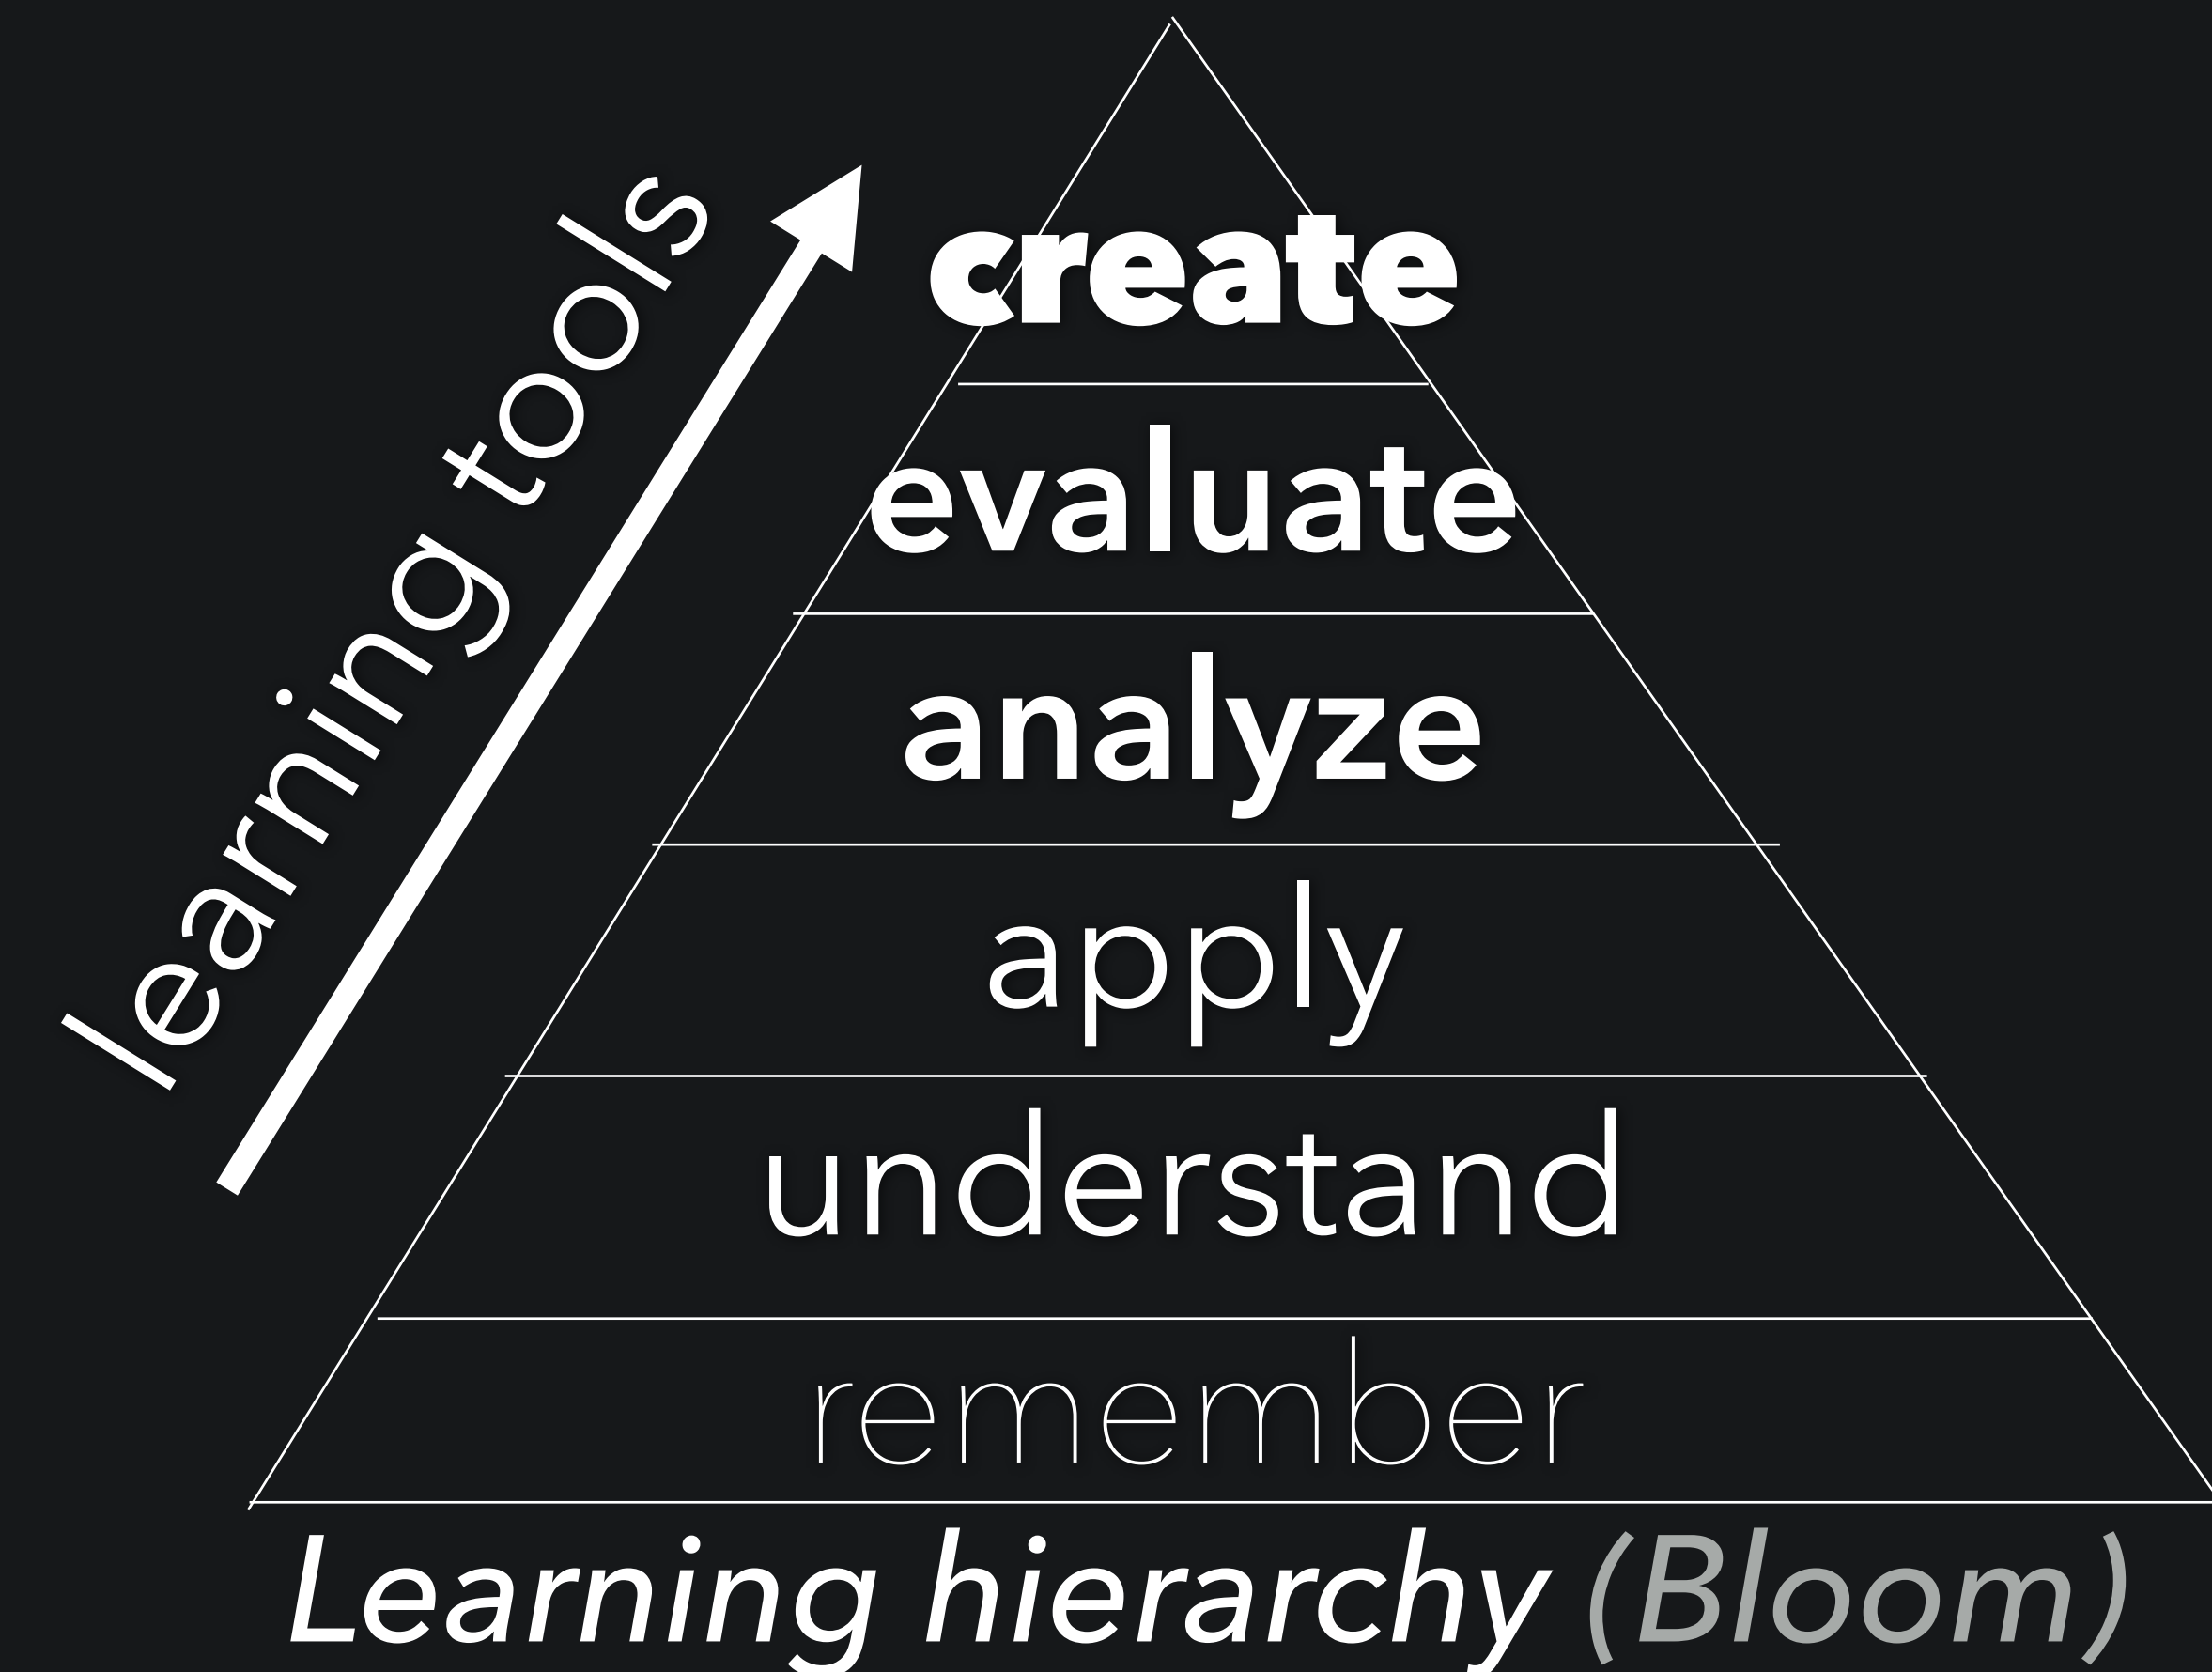 learning tools
create
evaluate
analyze
apply
understand
remember
Learning hierarchy (Bloom)